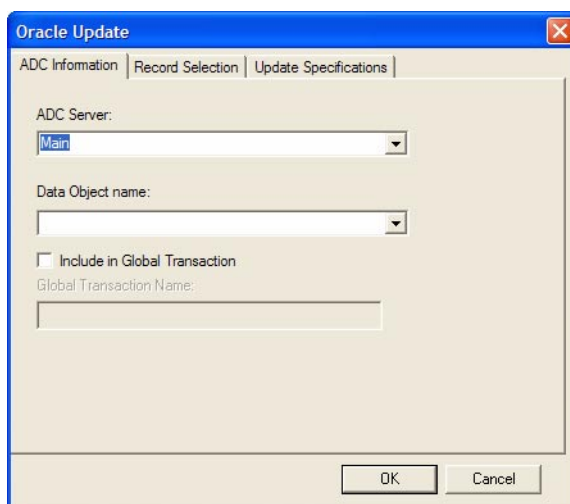 Oracle Update
ADC Information Record Selection Update Specifications
ADC Server:
Main
Data Object name:
Include in Global Transaction
Global Transaction Name:
OK Cancel